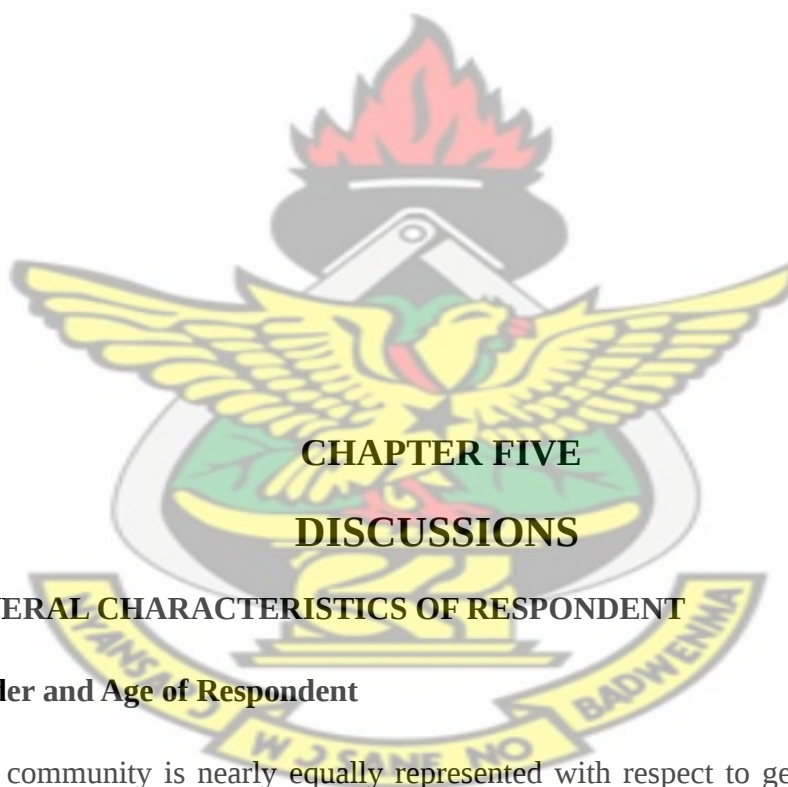 CHAPTER FIVE
DISCUSSIONS
ERAL CHARACTERISTICS OF RESPONDENT
der and Age of Respondent
community is nearly equally represented with respect to ge
W Ɔ SANE NO
BADWENMA